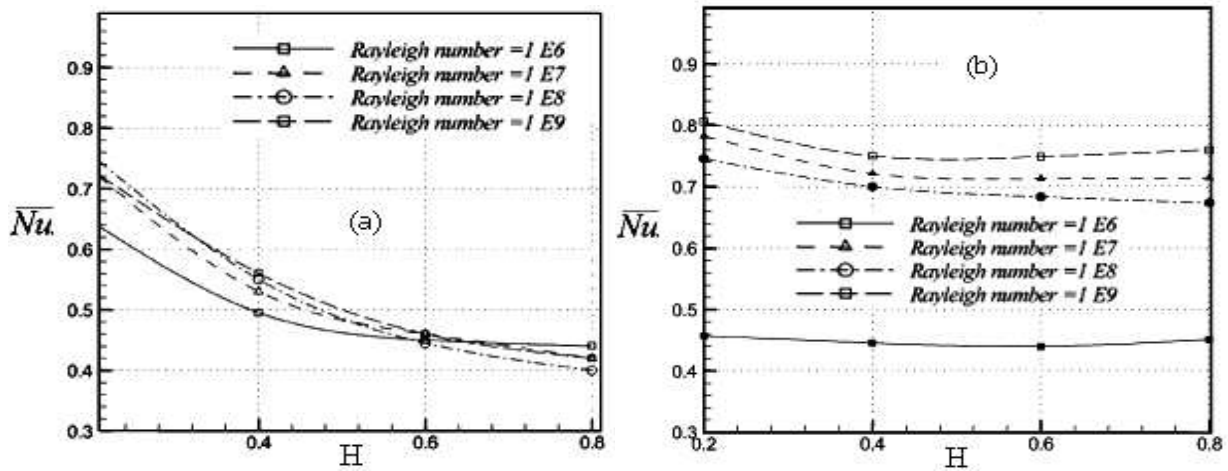 Rayleigh number =1 E6
Rayleigh number =1 E7
Rayleigh number =1 E8
Rayleigh number =1 E9
(a)
Nu
0.9
0.8
0.7
0.6
0.5
0.4
0.3
0.4
0.6
0.8
H
(b)
Rayleigh number =1 E6
Rayleigh number =1 E7
Rayleigh number =1 E8
Rayleigh number =1 E9
Nu
0.9
0.8
0.7
0.6
0.5
0.4
0.3
0.2
0.4
0.6
0.8
H